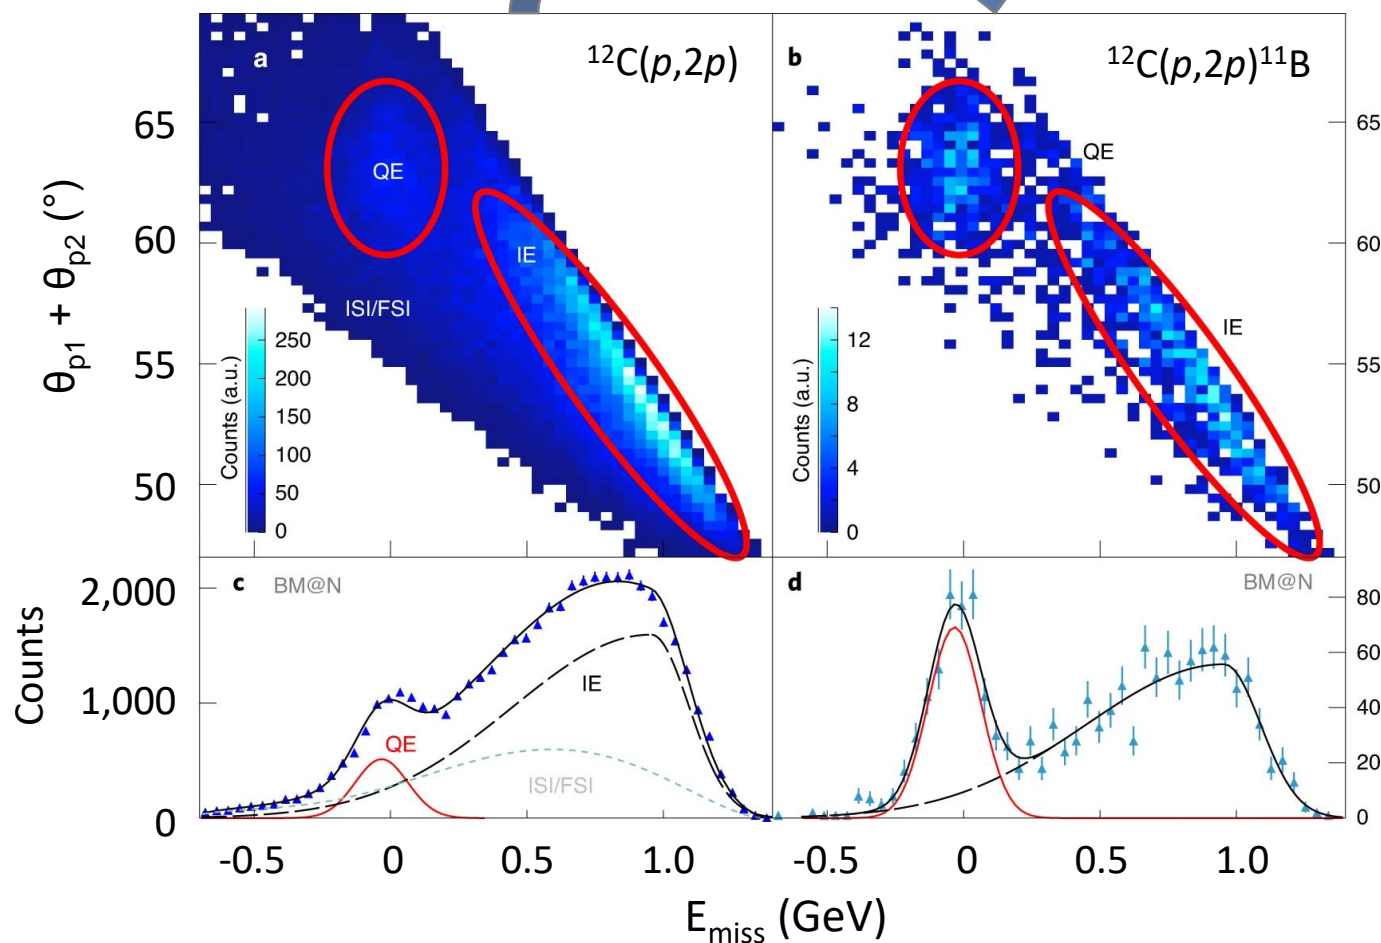 a
¹²C(p,2p)
b
¹²C(p,2p)¹¹B
65
60
55
50
θp1 + θp2 (°)
QE
IE
ISI/FSI
Counts (a.u.)
250
200
150
100
50
0
QE
IE
Counts (a.u.)
12
8
4
0
65
60
55
50
c
BM@N
2,000
1,000
0
Counts
QE
IE
ISI/FSI
d
BM@N
80
60
40
20
0
-0.5
0
0.5
1.0
-0.5
0
0.5
1.0
Emiss (GeV)